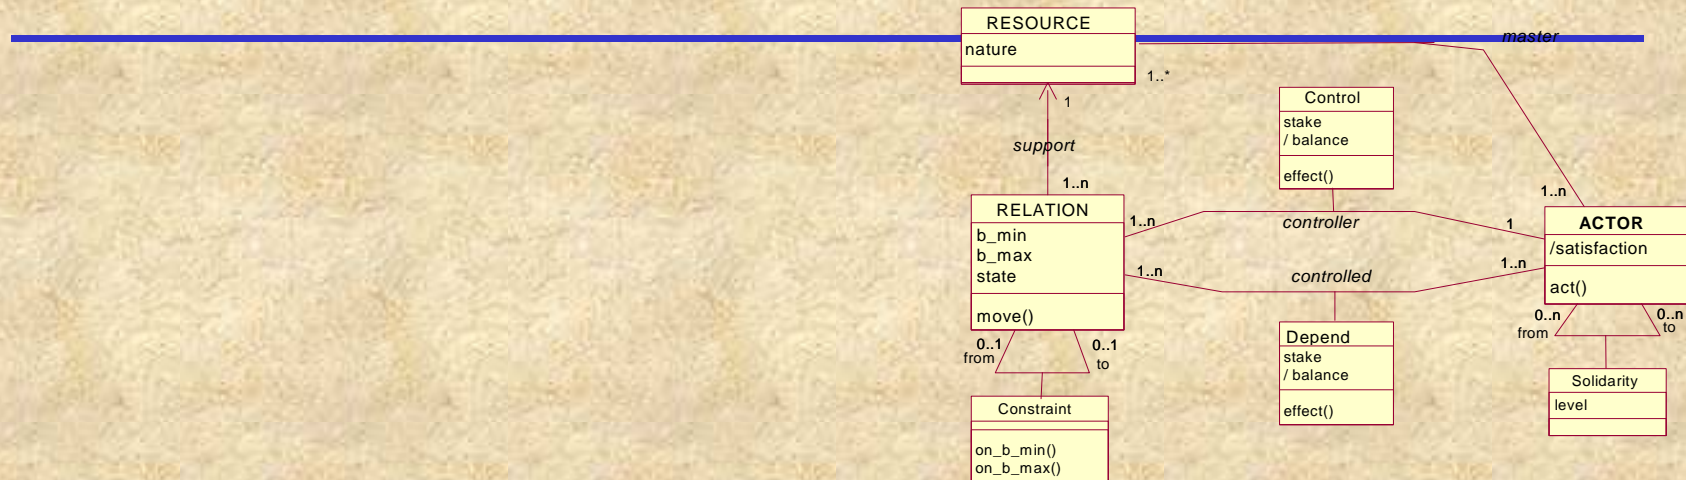 RESOURCE
nature
master
1..*
1
support
1..n
Control
stake
/ balance
effect()
1..n
RELATION
b_min
b_max
state
move()
1..n
controller
1
1..n
controlled
1..n
ACTOR
/satisfaction
act()
0..1
from
0..1
to
Depend
stake
/ balance
effect()
0..n
from
0..n
to
Constraint
on_b_min()
on_b_max()
Solidarity
level